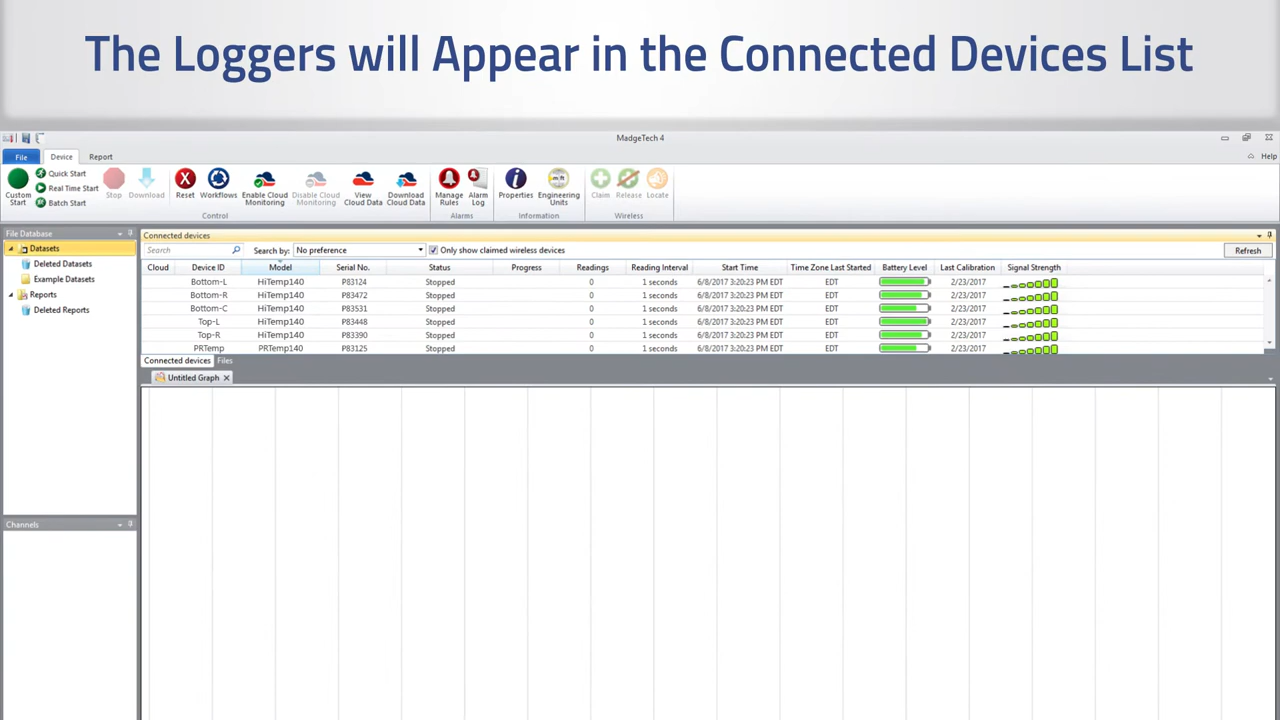 The Loggers will Appear in the Connected Devices List
MadgeTech 4
File Device Report Help
Custom Start
Quick Start
Real Time Start
Batch Start
Stop
Download
Reset
Workflows
Enable Cloud Monitoring
Disable Cloud Monitoring
View Cloud Data
Download Cloud Data
Manage Rules
Alarm Log
Properties
Engineering Units
Claim
Release
Locate
Control Alarms Information Wireless
File Database
Datasets
Deleted Datasets
Example Datasets
Reports
Deleted Reports
Channels
Connected devices
Search Search by: No preference Only show claimed wireless devices Refresh
Cloud Device ID Model Serial No. Status Progress Readings Reading Interval Start Time Time Zone Last Started Battery Level Last Calibration Signal Strength
Bottom-L HiTemp140 P83124 Stopped 0 1 seconds 6/8/2017 3:20:23 PM EDT EDT 2/23/2017
Bottom-R HiTemp140 P83472 Stopped 0 1 seconds 6/8/2017 3:20:23 PM EDT EDT 2/23/2017
Bottom-C HiTemp140 P83531 Stopped 0 1 seconds 6/8/2017 3:20:23 PM EDT EDT 2/23/2017
Top-L HiTemp140 P83448 Stopped 0 1 seconds 6/8/2017 3:20:23 PM EDT EDT 2/23/2017
Top-R HiTemp140 P83390 Stopped 0 1 seconds 6/8/2017 3:20:23 PM EDT EDT 2/23/2017
PRTemp PRTemp140 P83125 Stopped 0 1 seconds 6/8/2017 3:20:23 PM EDT EDT 2/23/2017
Connected devices Files
Untitled Graph